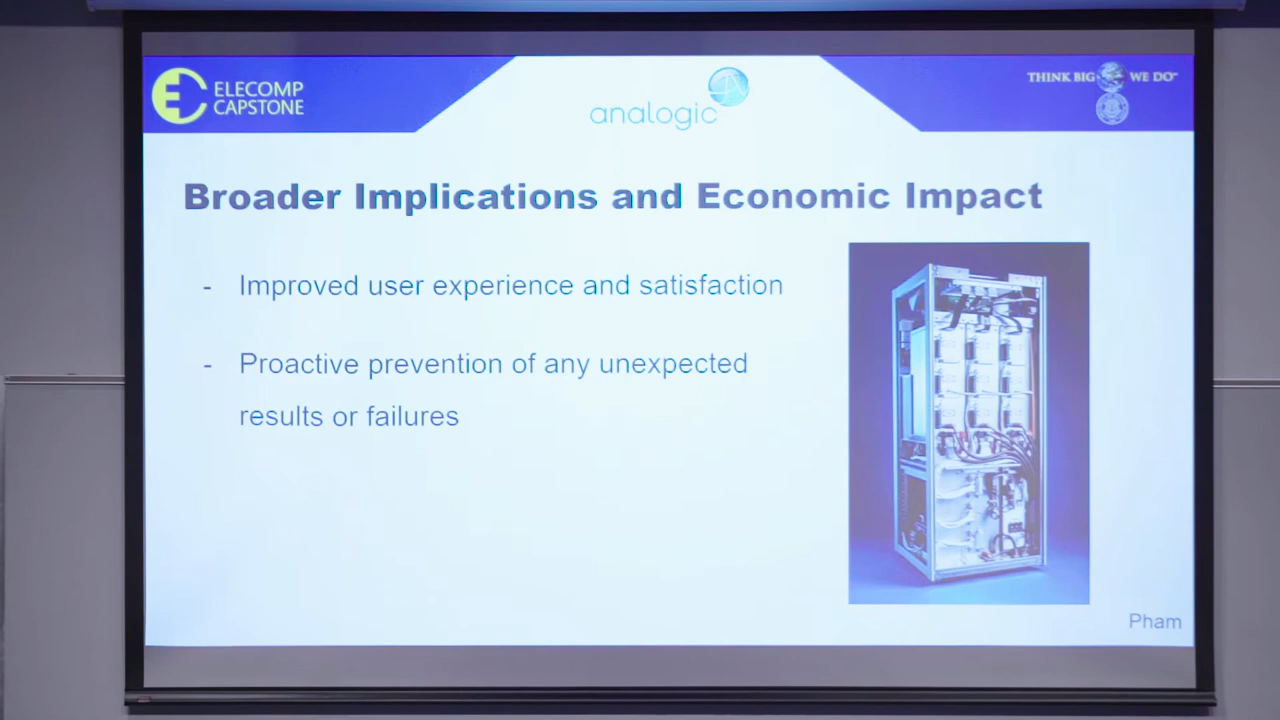 ELECOMP
CAPSTONE
analogic
THINK BIG WE DO
Broader Implications and Economic Impact
- Improved user experience and satisfaction
- Proactive prevention of any unexpected
results or failures
Pham